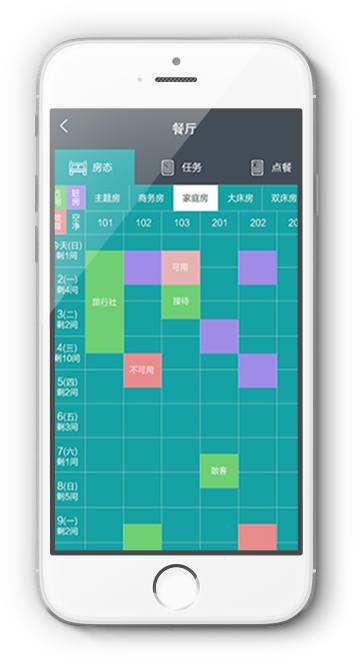 餐厅
房态 任务 点餐
占用 脏房 主题房 商务房 家庭房 大床房 双床房
故障 空净 101 102 103 201 202 20
今天(日)
剩1间
可用
2(一)
剩4间
旅行社 接待
3(二)
剩2间
4(三)
剩10间
不可用
5(四)
剩2间
6(五)
剩3间
7(六)
剩1间
散客
8(日)
剩5间
9(一)
剩2间